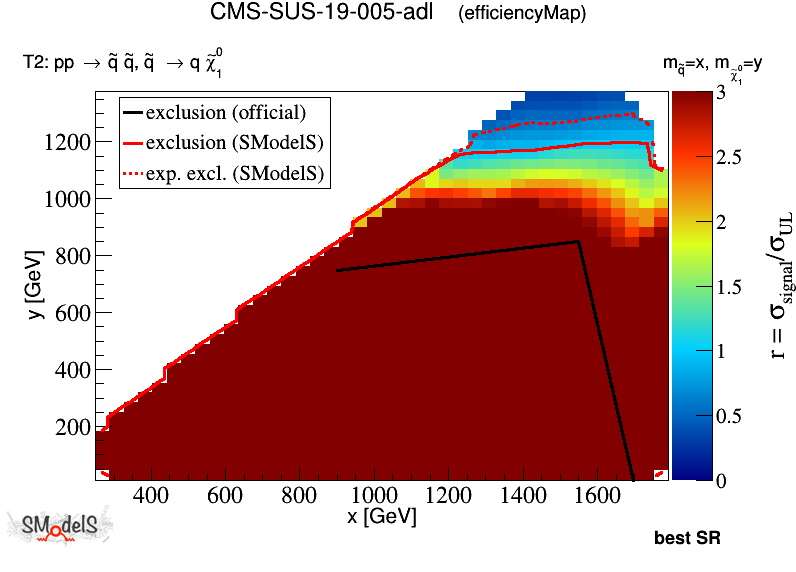 CMS-SUS-19-005-adl (efficiencyMap)
T2: pp → q̃ q̃, q̃ → q χ̃₁⁰
m_q̃=x, m_χ̃₁⁰=y
exclusion (official)
exclusion (SModelS)
exp. excl. (SModelS)
y [GeV]
1200
1000
800
600
400
200
400 600 800 1000 1200 1400 1600
x [GeV]
3
2.5
2
1.5
1
0.5
0
r = σ_signal/σ_UL
SModelS
best SR